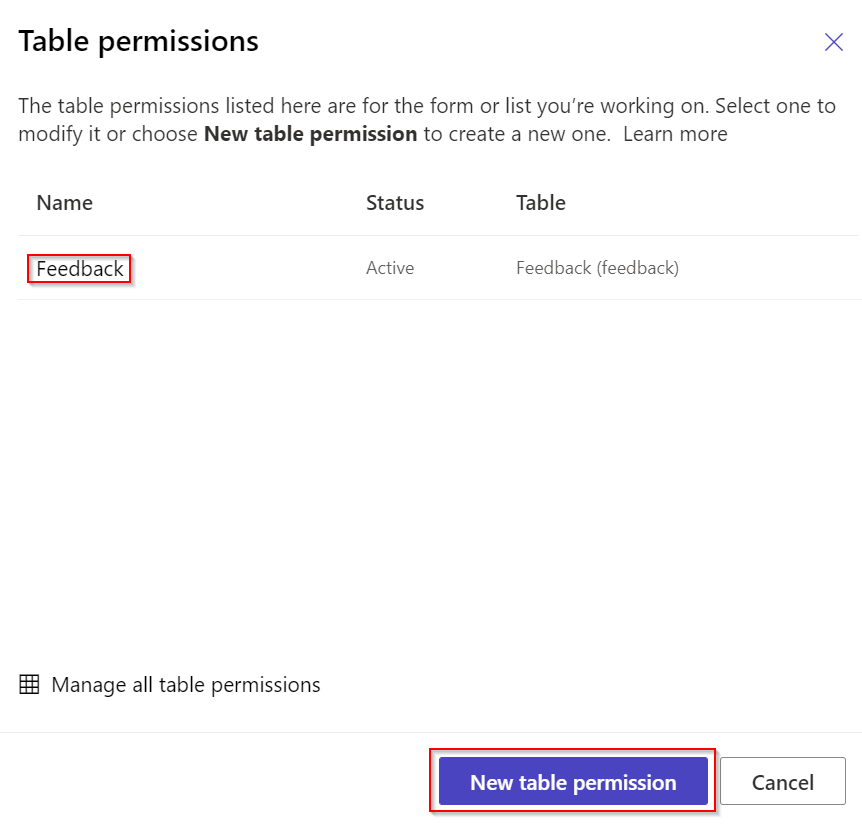 Table permissions
The table permissions listed here are for the form or list you’re working on. Select one to
modify it or choose New table permission to create a new one.  Learn more
Name Status Table
Feedback Active Feedback (feedback)
Manage all table permissions
New table permission Cancel